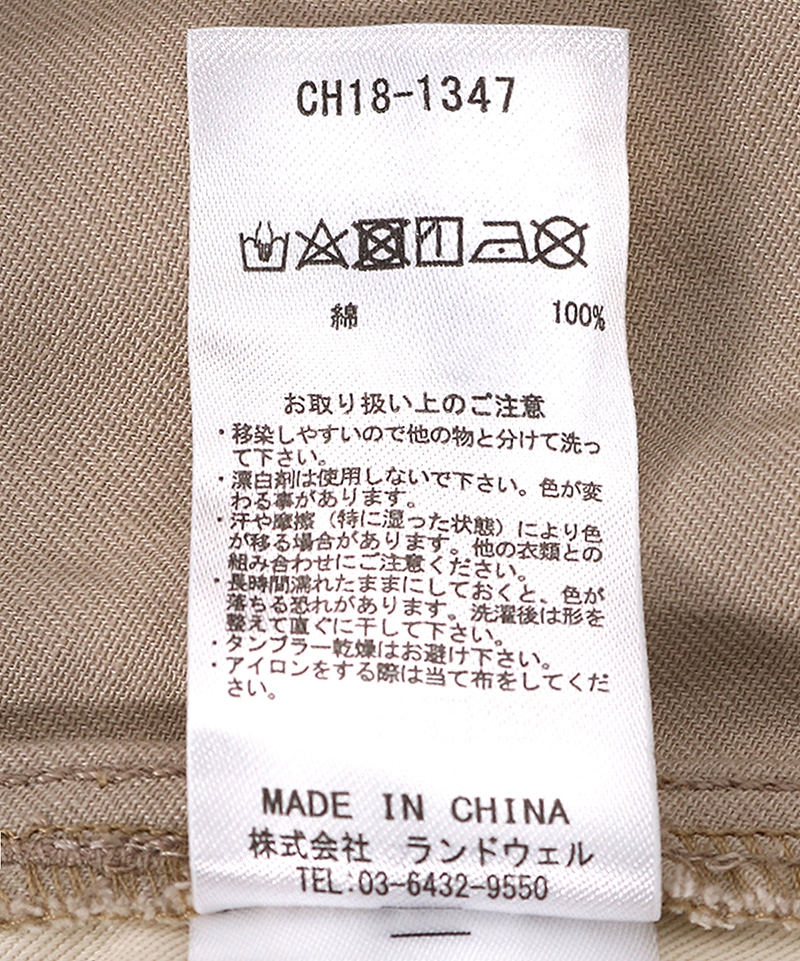 CH18-1347
綿 100%
お取り扱い上のご注意
・移染しやすいので他の物と分けて洗っ
て下さい。
・漂白剤は使用しないで下さい。色が変
わる事があります。
・汗や摩擦（特に湿った状態）により色
が移る場合があります。他の衣類との
組み合わせにご注意ください。
・長時間濡れたままにしておくと、色が
落ちる恐れがあります。洗濯後は形を
整えて直ぐに干して下さい。
・タンブラー乾燥はお避け下さい。
・アイロンをする際は当て布をしてくだ
さい。
MADE IN CHINA
株式会社 ランドウェル
TEL:03-6432-9550